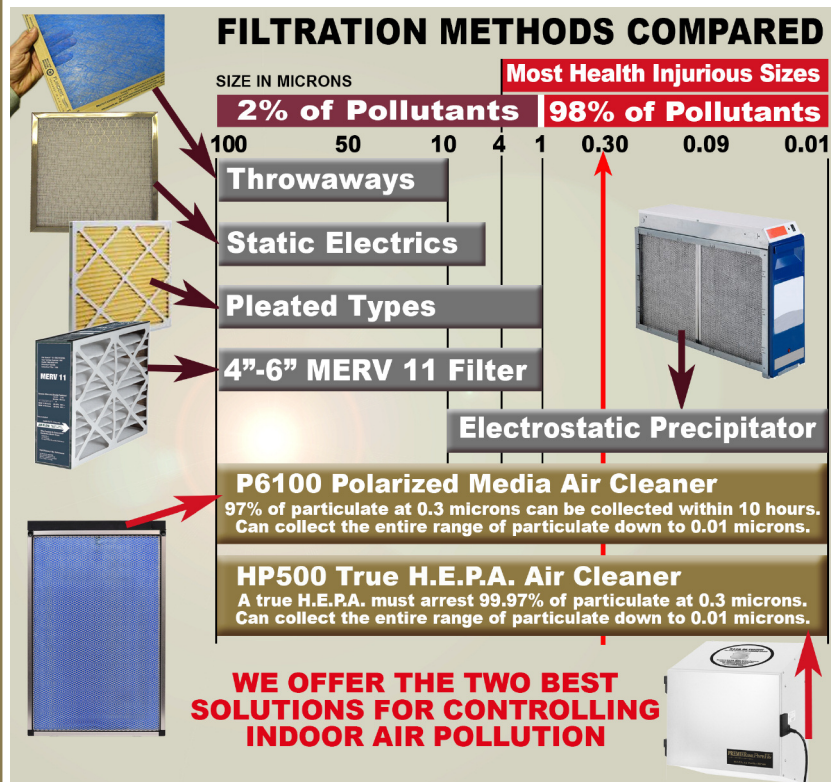 FILTRATION METHODS COMPARED
SIZE IN MICRONS
Most Health Injurious Sizes
2% of Pollutants
98% of Pollutants
100 50 10 4 1 0.30 0.09 0.01
Throwaways
Static Electrics
Pleated Types
4”-6” MERV 11 Filter
MERV 11
Electrostatic Precipitator
P6100 Polarized Media Air Cleaner
97% of particulate at 0.3 microns can be collected within 10 hours.
Can collect the entire range of particulate down to 0.01 microns.
HP500 True H.E.P.A. Air Cleaner
A true H.E.P.A. must arrest 99.97% of particulate at 0.3 microns.
Can collect the entire range of particulate down to 0.01 microns.
WE OFFER THE TWO BEST
SOLUTIONS FOR CONTROLLING
INDOOR AIR POLLUTION